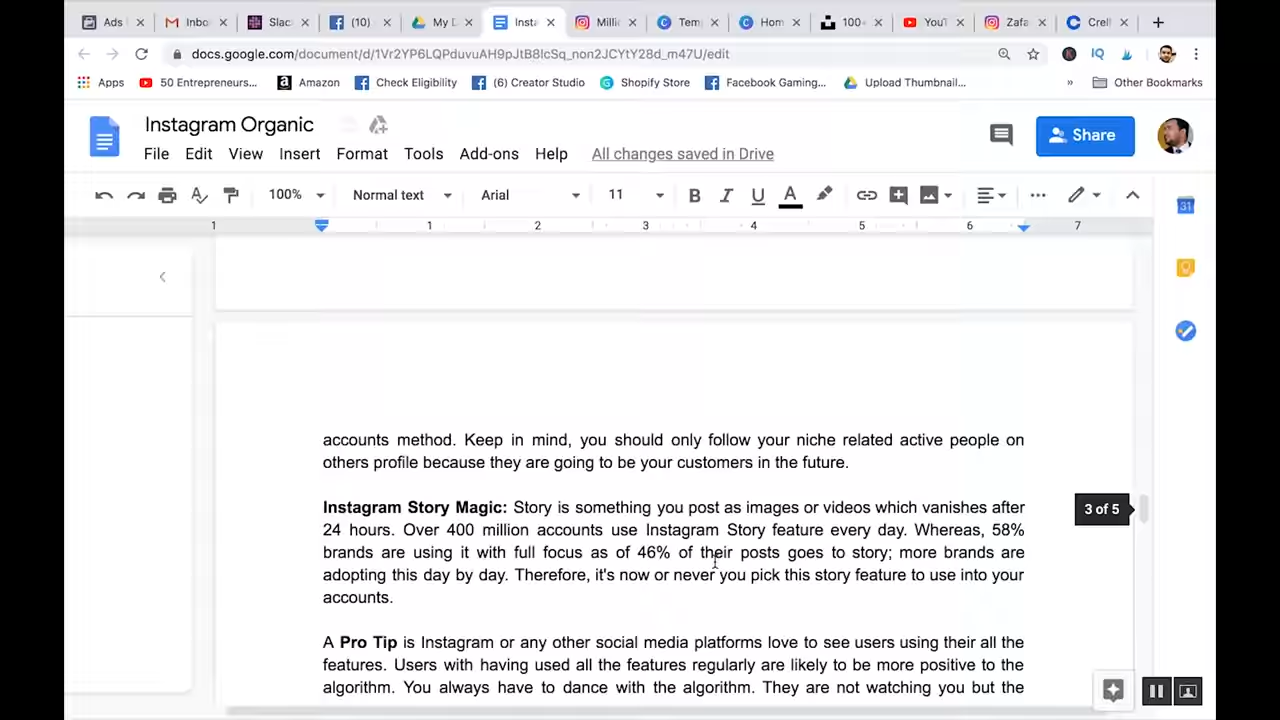 Ads
Inbo
Slac
(10)
My D
Insta
Millic
Temp
Hom
100+
YouT
Zafa
Crell
docs.google.com/document/d/1Vr2YP6LQPduvuAH9pJtB8lcSq_non2JCYtY28d_m47U/edit
IQ
Apps
50 Entrepreneurs...
Amazon
Check Eligibility
(6) Creator Studio
Shopify Store
Facebook Gaming...
Upload Thumbnail...
»
Other Bookmarks
Instagram Organic
Share
File Edit View Insert Format Tools Add-ons Help All changes saved in Drive
100% Normal text Arial 11 B I U A
31
1 1 2 3 4 5 6 7
accounts method. Keep in mind, you should only follow your niche related active people on
others profile because they are going to be your customers in the future.
Instagram Story Magic: Story is something you post as images or videos which vanishes after
24 hours. Over 400 million accounts use Instagram Story feature every day. Whereas, 58%
brands are using it with full focus as of 46% of their posts goes to story; more brands are
adopting this day by day. Therefore, it's now or never you pick this story feature to use into your
accounts.
3 of 5
A Pro Tip is Instagram or any other social media platforms love to see users using their all the
features. Users with having used all the features regularly are likely to be more positive to the
algorithm. You always have to dance with the algorithm. They are not watching you but the